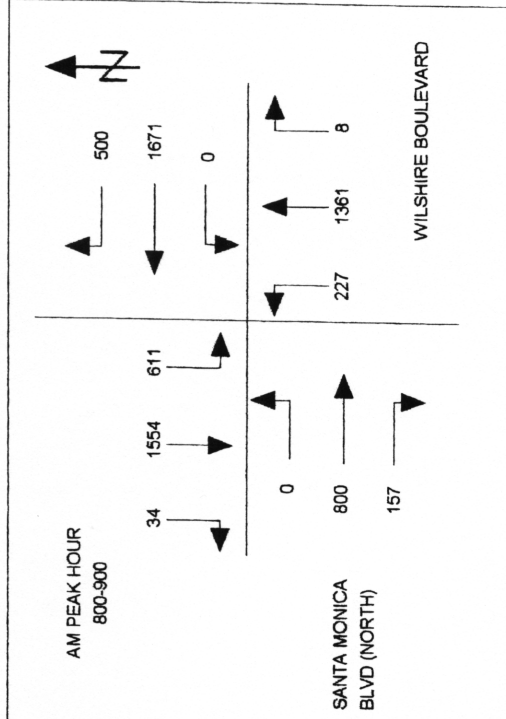 AM PEAK HOUR
800-900
N
500
1671
0
34 1554 611
0
800
157
227 1361 8
SANTA MONICA
BLVD (NORTH)
WILSHIRE BOULEVARD